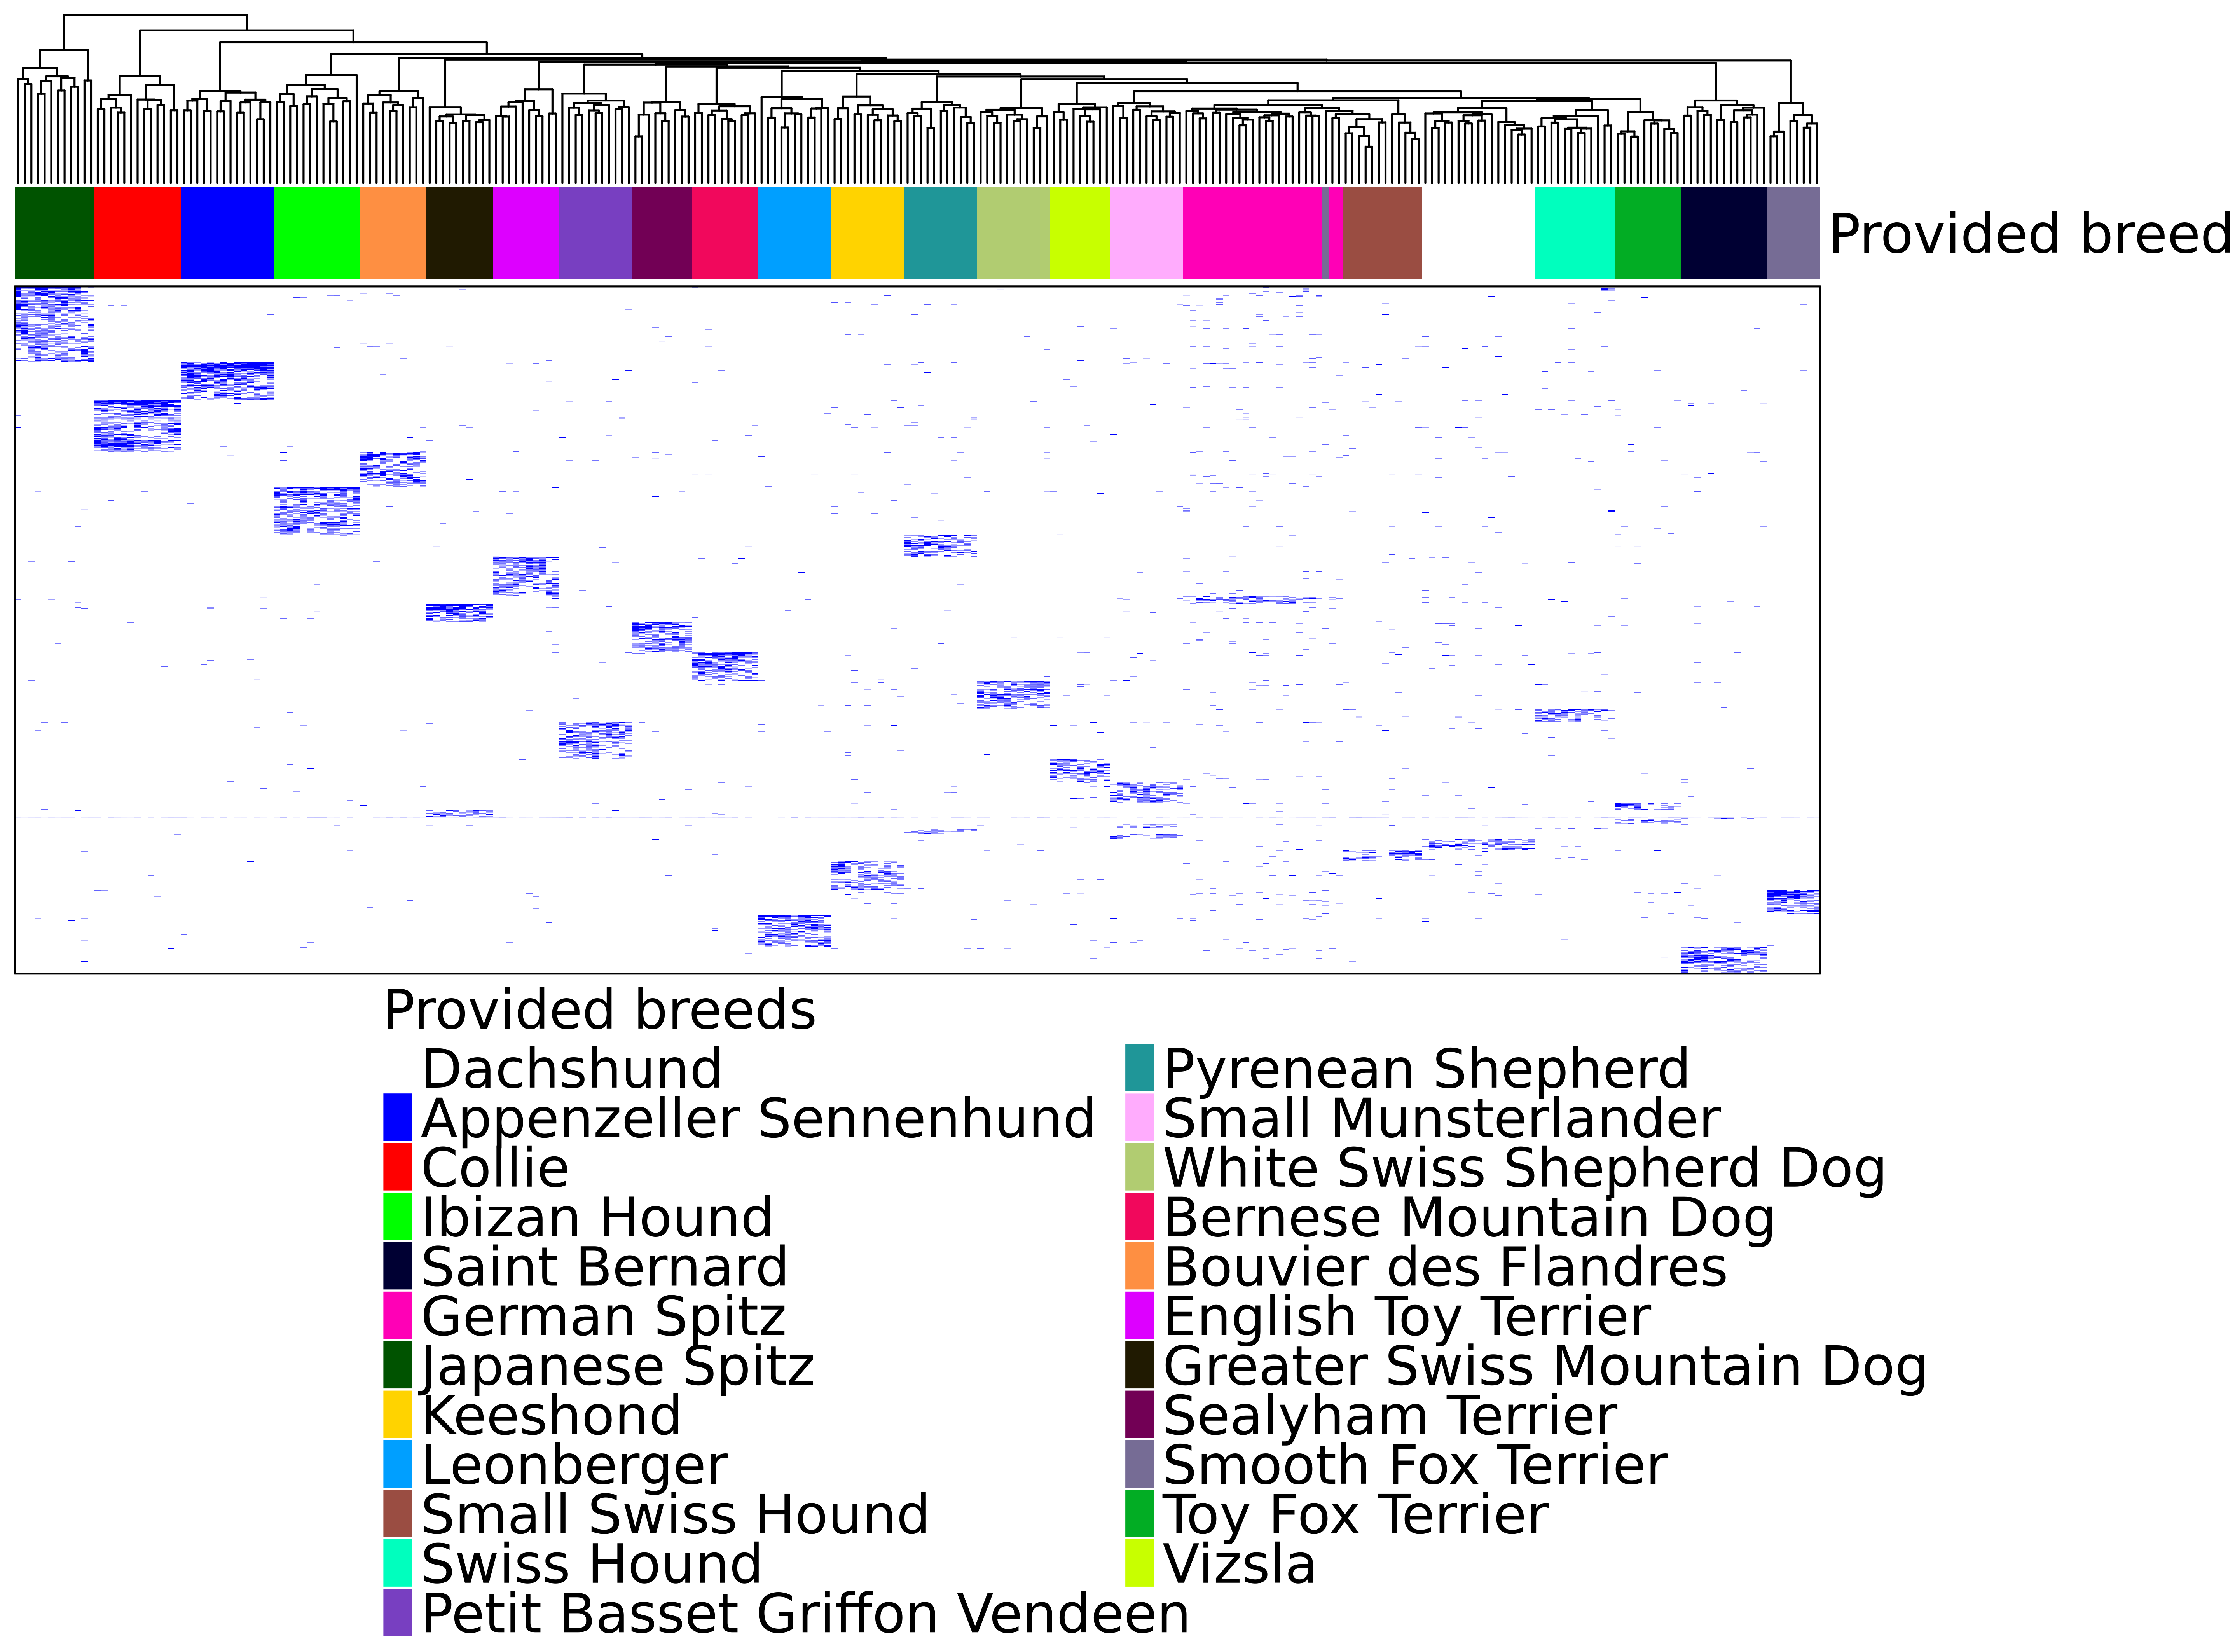 Provided breed
Provided breeds
Dachshund
Appenzeller Sennenhund
Collie
Ibizan Hound
Saint Bernard
German Spitz
Japanese Spitz
Keeshond
Leonberger
Small Swiss Hound
Swiss Hound
Petit Basset Griffon Vendeen
Pyrenean Shepherd
Small Munsterlander
White Swiss Shepherd Dog
Bernese Mountain Dog
Bouvier des Flandres
English Toy Terrier
Greater Swiss Mountain Dog
Sealyham Terrier
Smooth Fox Terrier
Toy Fox Terrier
Vizsla